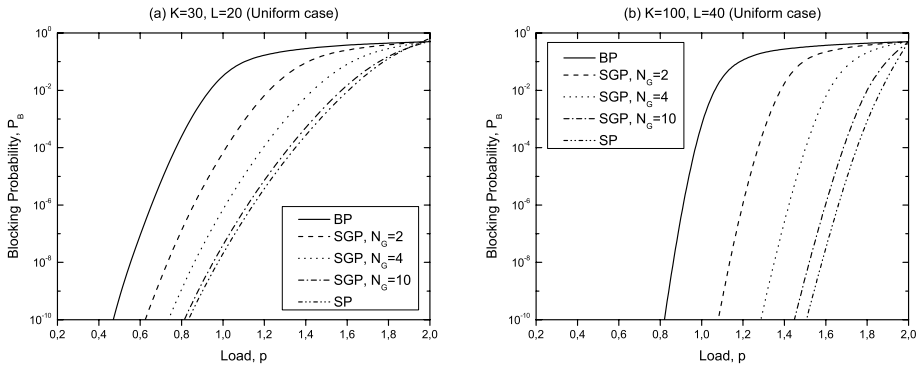 (a) K=30, L=20 (Uniform case)
Blocking Probability, P_B
10^0
10^-2
10^-4
10^-6
10^-8
10^-10
BP
SGP, N_G=2
SGP, N_G=4
SGP, N_G=10
SP
0,2 0,4 0,6 0,8 1,0 1,2 1,4 1,6 1,8 2,0
Load, p
(b) K=100, L=40 (Uniform case)
Blocking Probability, P_B
10^0
10^-2
10^-4
10^-6
10^-8
10^-10
BP
SGP, N_G=2
SGP, N_G=4
SGP, N_G=10
SP
0,2 0,4 0,6 0,8 1,0 1,2 1,4 1,6 1,8 2,0
Load, p